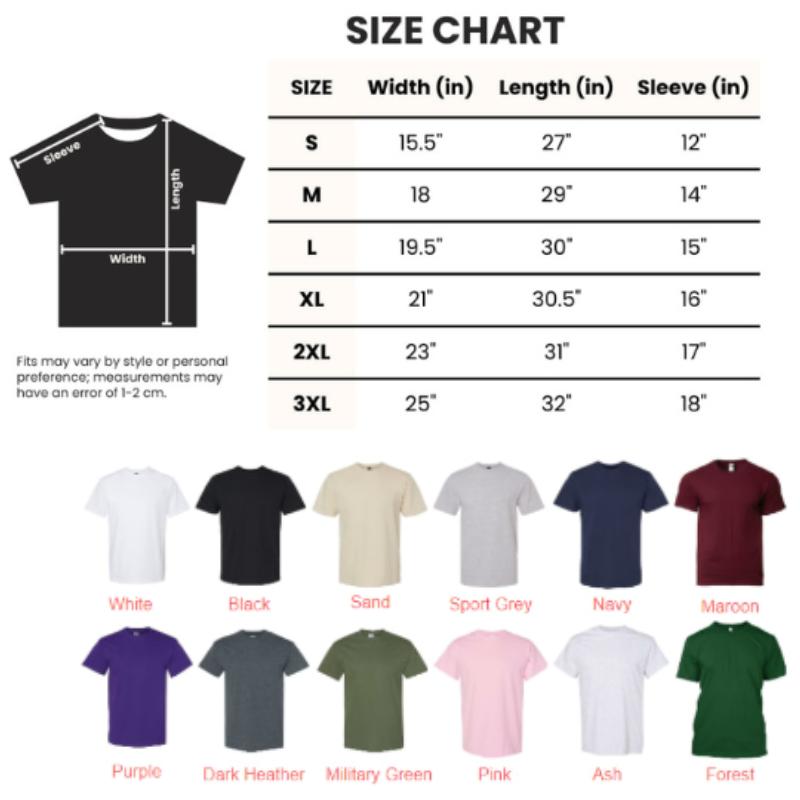 SIZE CHART
SIZE Width (in) Length (in) Sleeve (in)
S 15.5" 27" 12"
M 18 29" 14"
L 19.5" 30" 15"
XL 21" 30.5" 16"
2XL 23" 31" 17"
3XL 25" 32" 18"
Sleeve
Length
Width
Fits may vary by style or personal
preference; measurements may
have an error of 1-2 cm.
White Black Sand Sport Grey Navy Maroon
Purple Dark Heather Military Green Pink Ash Forest